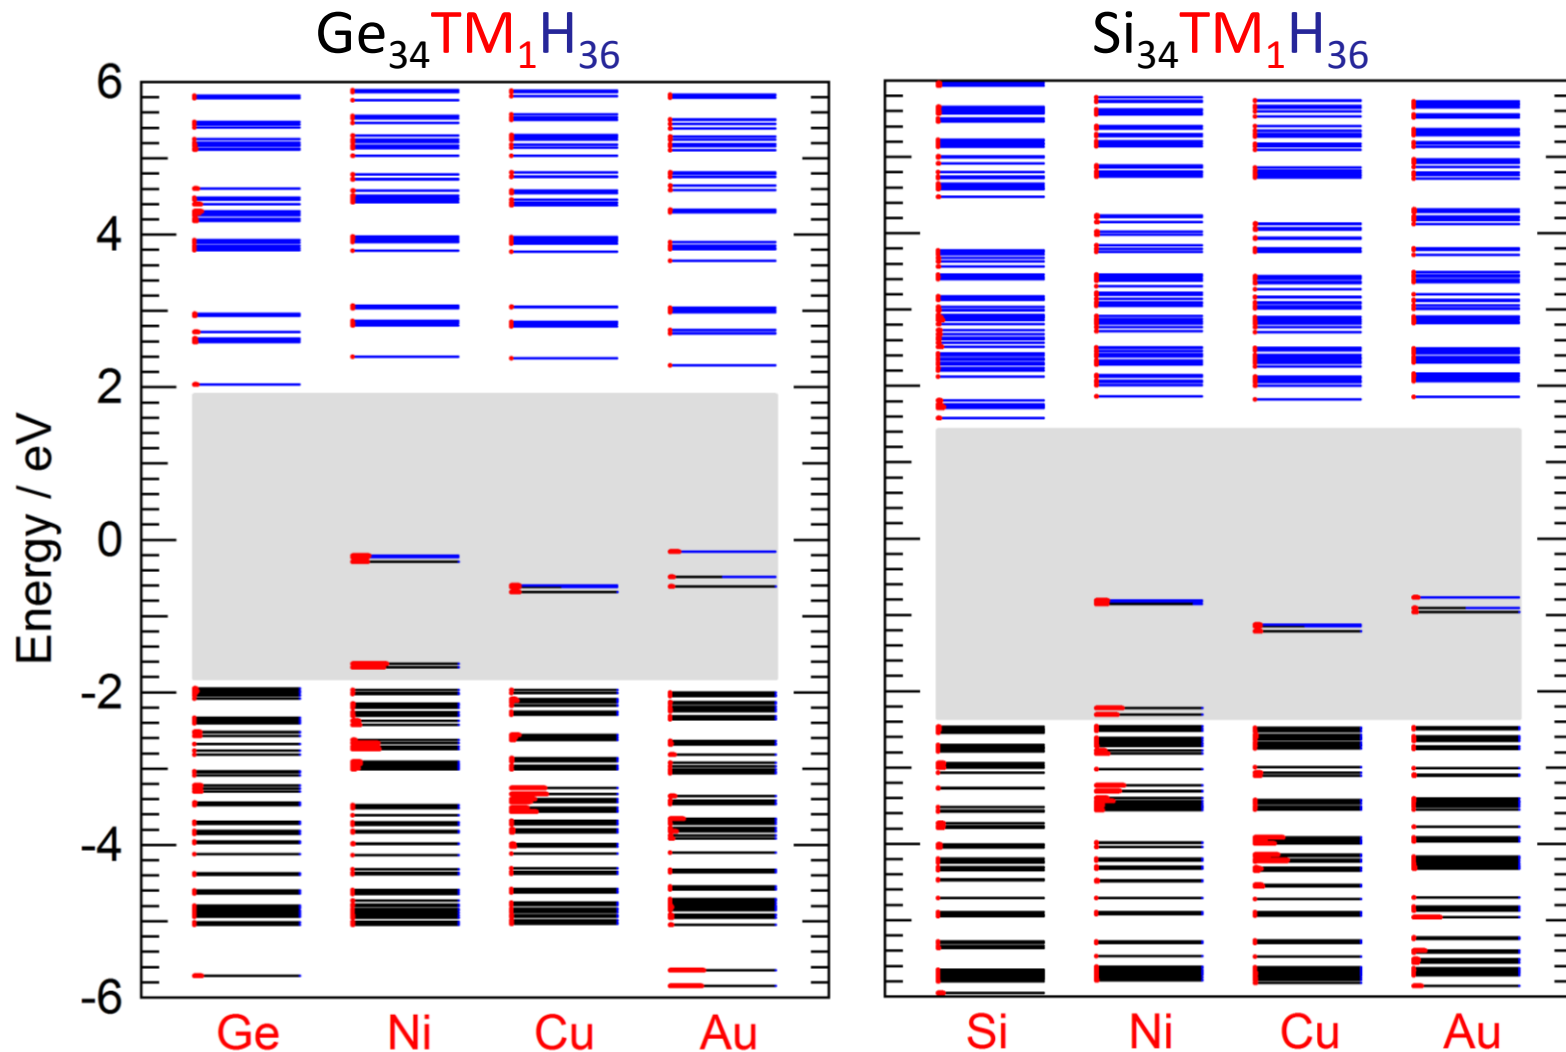 Ge34TM1H36
Si34TM1H36
Energy / eV
6
4
2
0
-2
-4
-6
Ge Ni Cu Au
Si Ni Cu Au